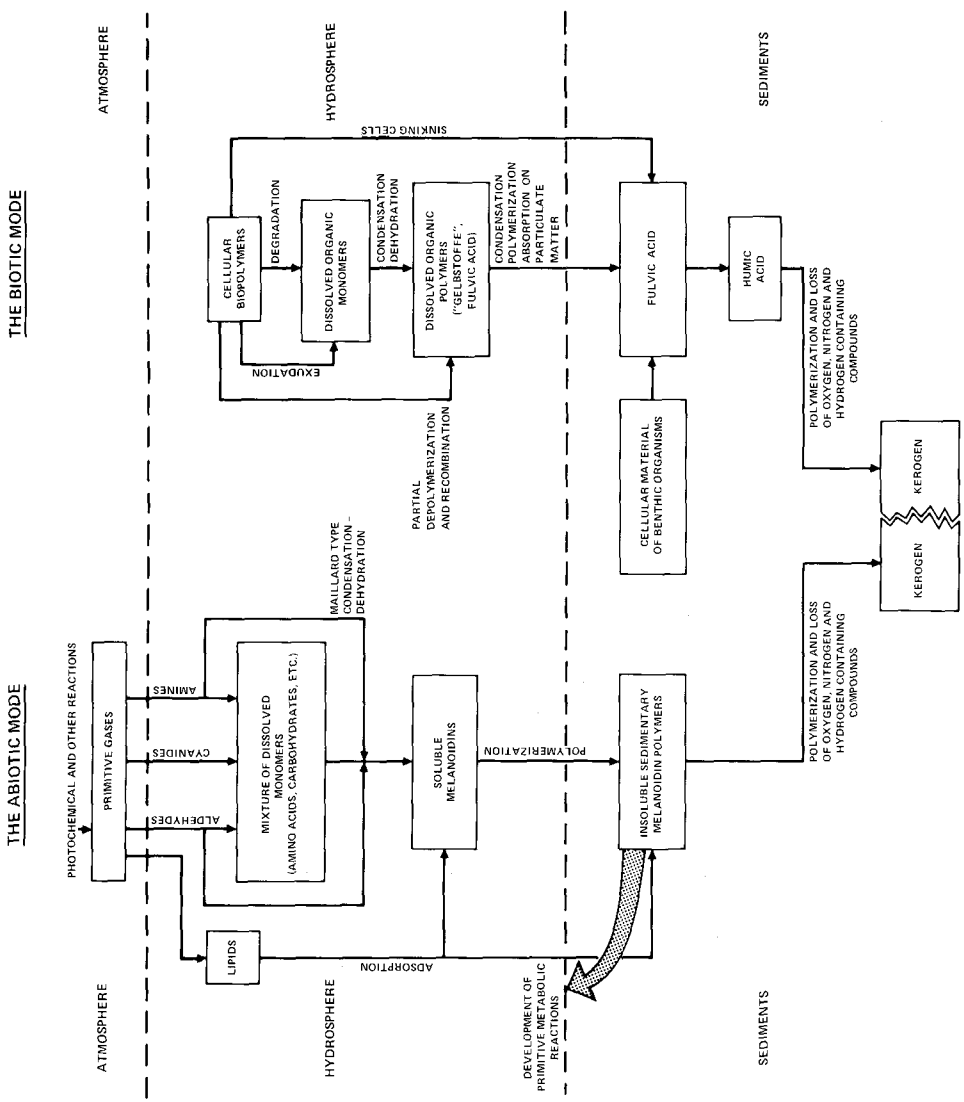 THE ABIOTIC MODE
THE BIOTIC MODE
ATMOSPHERE
PHOTOCHEMICAL AND OTHER REACTIONS
ATMOSPHERE
PRIMITIVE GASES
ALDEHYDES
CYANIDES
AMINES
LIPIDS
MIXTURE OF DISSOLVED
MONOMERS
(AMINO ACIDS, CARBOHYDRATES, ETC.)
MAILLARD TYPE
CONDENSATION –
DEHYDRATION
HYDROSPHERE
ADSORPTION
SOLUBLE
MELANOIDINS
POLYMERIZATION
DEVELOPMENT OF
PRIMITIVE METABOLIC
REACTIONS
INSOLUBLE SEDIMENTARY
MELANOIDIN POLYMERS
SEDIMENTS
POLYMERIZATION AND LOSS
OF OXYGEN, NITROGEN AND
HYDROGEN CONTAINING
COMPOUNDS
KEROGEN
CELLULAR
BIOPOLYMERS
DEGRADATION
EXUDATION
DISSOLVED ORGANIC
MONOMERS
CONDENSATION
DEHYDRATION
SINKING CELLS
HYDROSPHERE
PARTIAL
DEPOLYMERIZATION
AND RECOMBINATION
DISSOLVED ORGANIC
POLYMERS
("GELBSTOFFE",
FULVIC ACID)
CONDENSATION
POLYMERIZATION
ABSORPTION ON
PARTICULATE
MATTER
CELLULAR MATERIAL
OF BENTHIC ORGANISMS
FULVIC ACID
HUMIC
ACID
SEDIMENTS
POLYMERIZATION AND LOSS
OF OXYGEN, NITROGEN AND
HYDROGEN CONTAINING
COMPOUNDS
KEROGEN